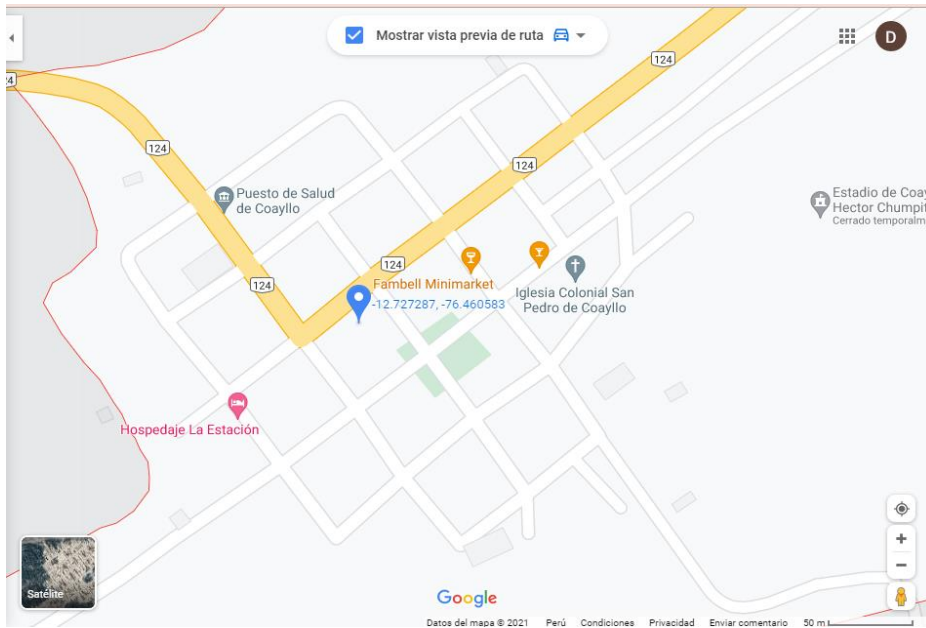 Mostrar vista previa de ruta
D
124
124
124
124
124
124
Puesto de Salud
de Coayllo
Estadio de Coay
Hector Chumpit
Cerrado temporalm
Fambell Minimarket
-12.727287, -76.460583
Iglesia Colonial San
Pedro de Coayllo
Hospedaje La Estación
Satélite
Google
Datos del mapa © 2021 Perú Condiciones Privacidad Enviar comentario 50 m